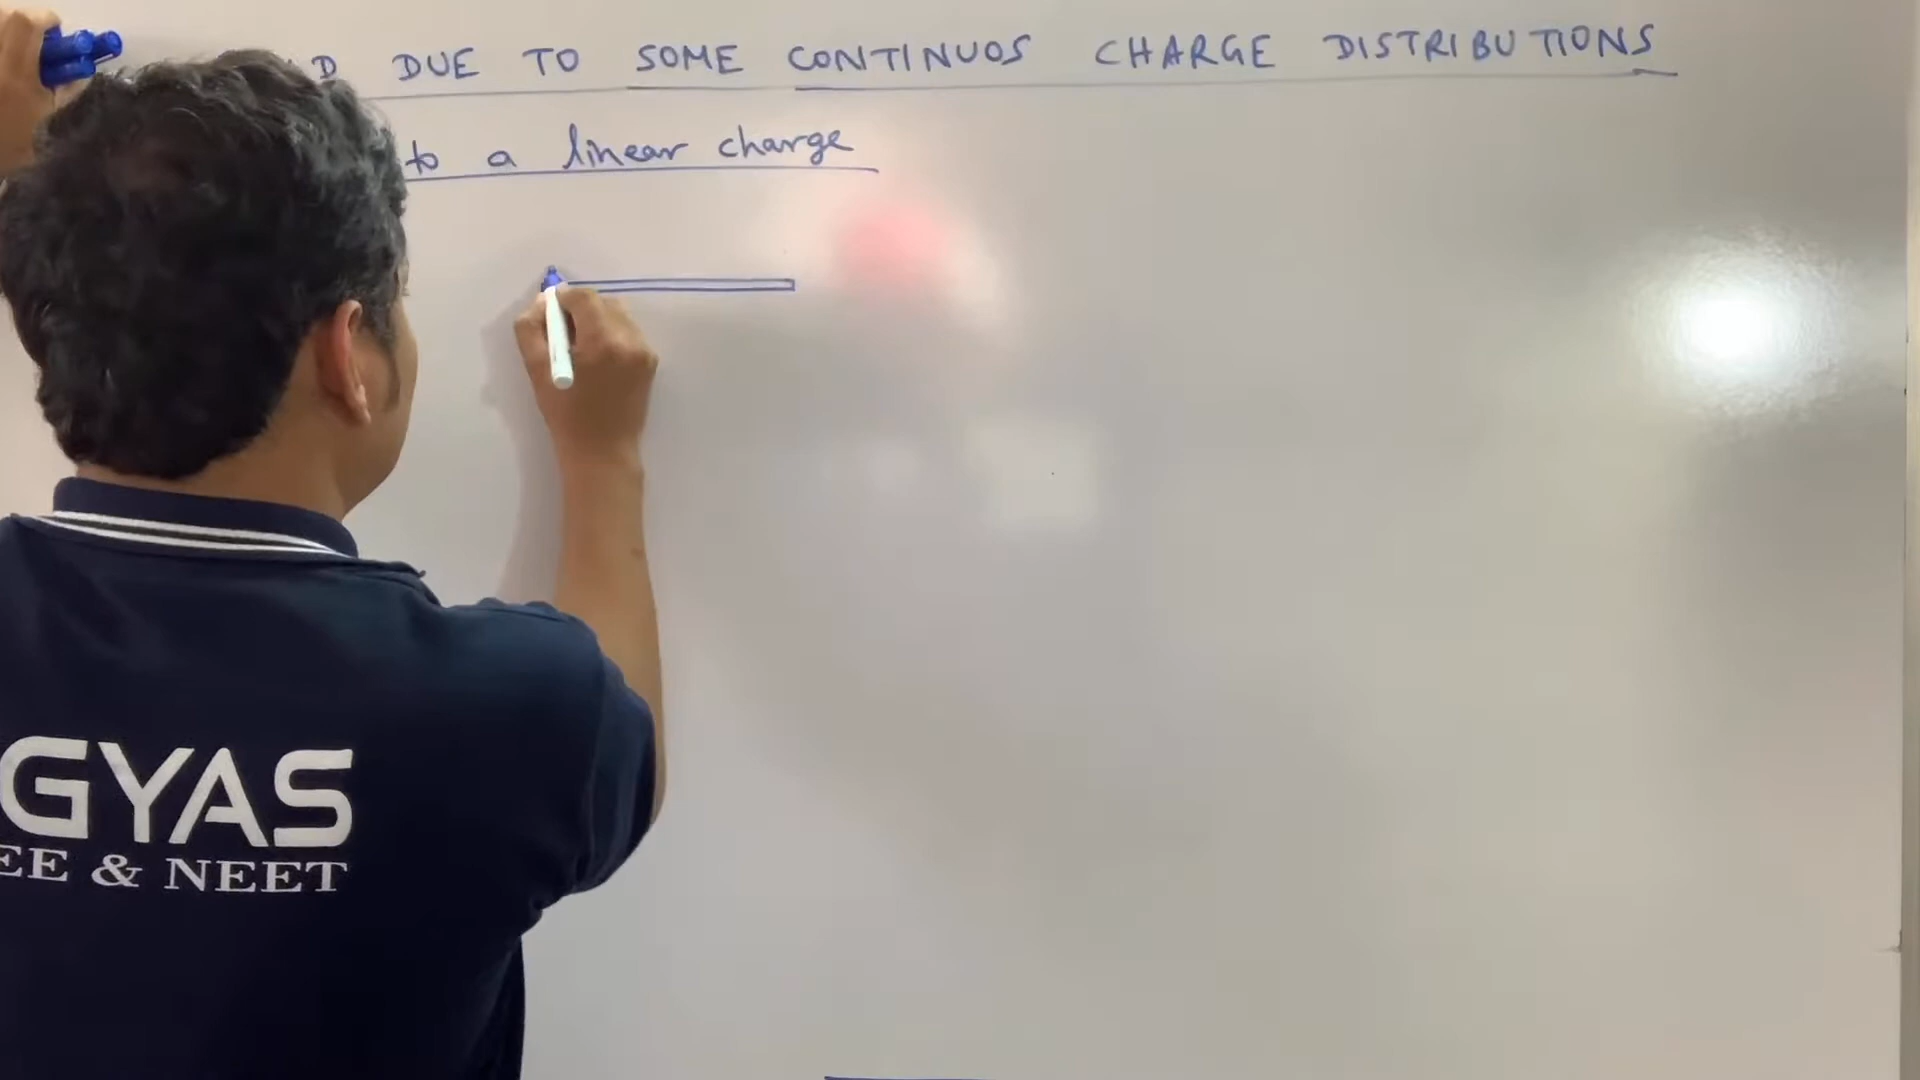 D DUE TO SOME CONTINUOS CHARGE DISTRIBUTIONS
to a linear charge
GYAS
EE & NEET